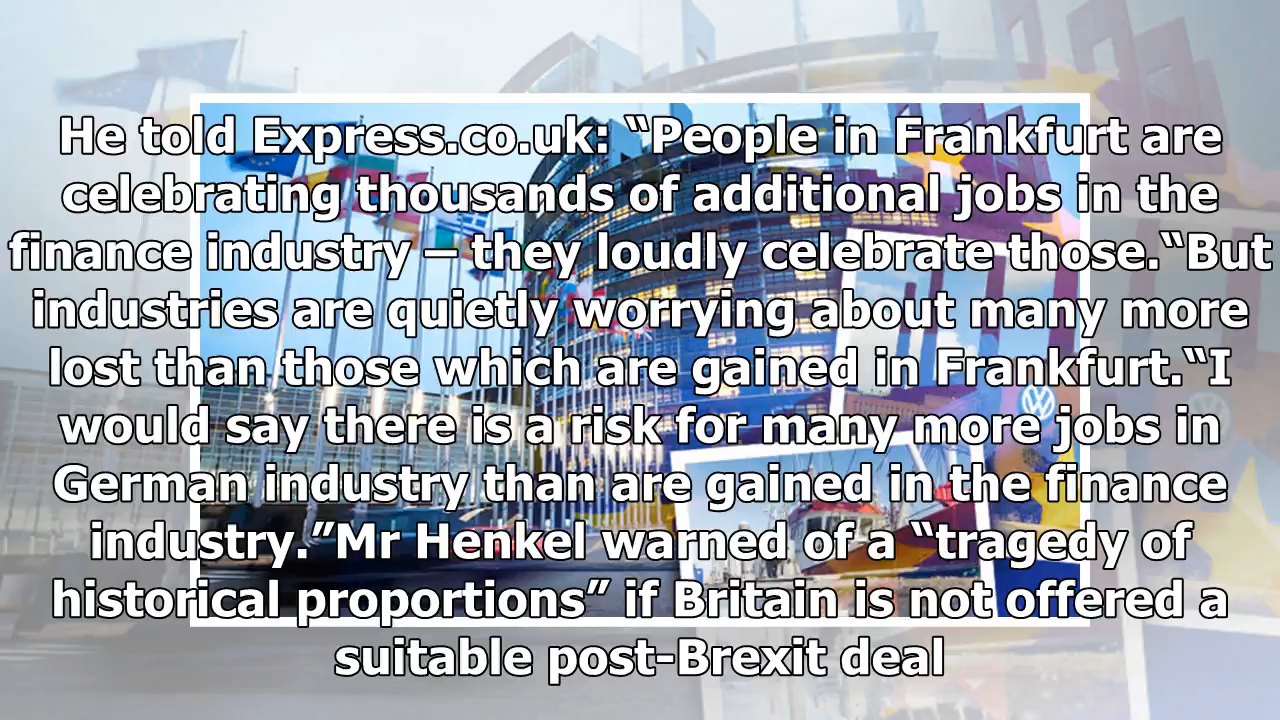 He told Express.co.uk: “People in Frankfurt are
celebrating thousands of additional jobs in the
finance industry – they loudly celebrate those.“But
industries are quietly worrying about many more
lost than those which are gained in Frankfurt.“I
would say there is a risk for many more jobs in
German industry than are gained in the finance
industry.”Mr Henkel warned of a “tragedy of
historical proportions” if Britain is not offered a
suitable post-Brexit deal